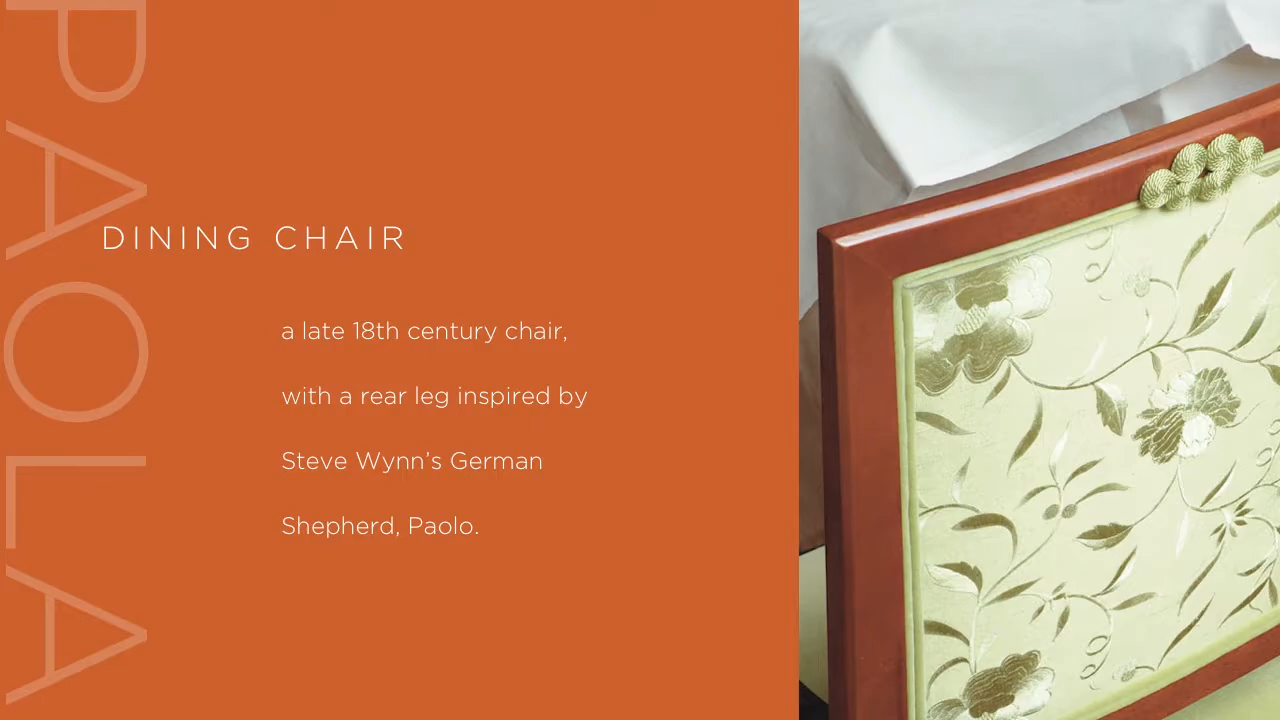 PAOLA
DINING CHAIR
a late 18th century chair,
with a rear leg inspired by
Steve Wynn's German
Shepherd, Paolo.